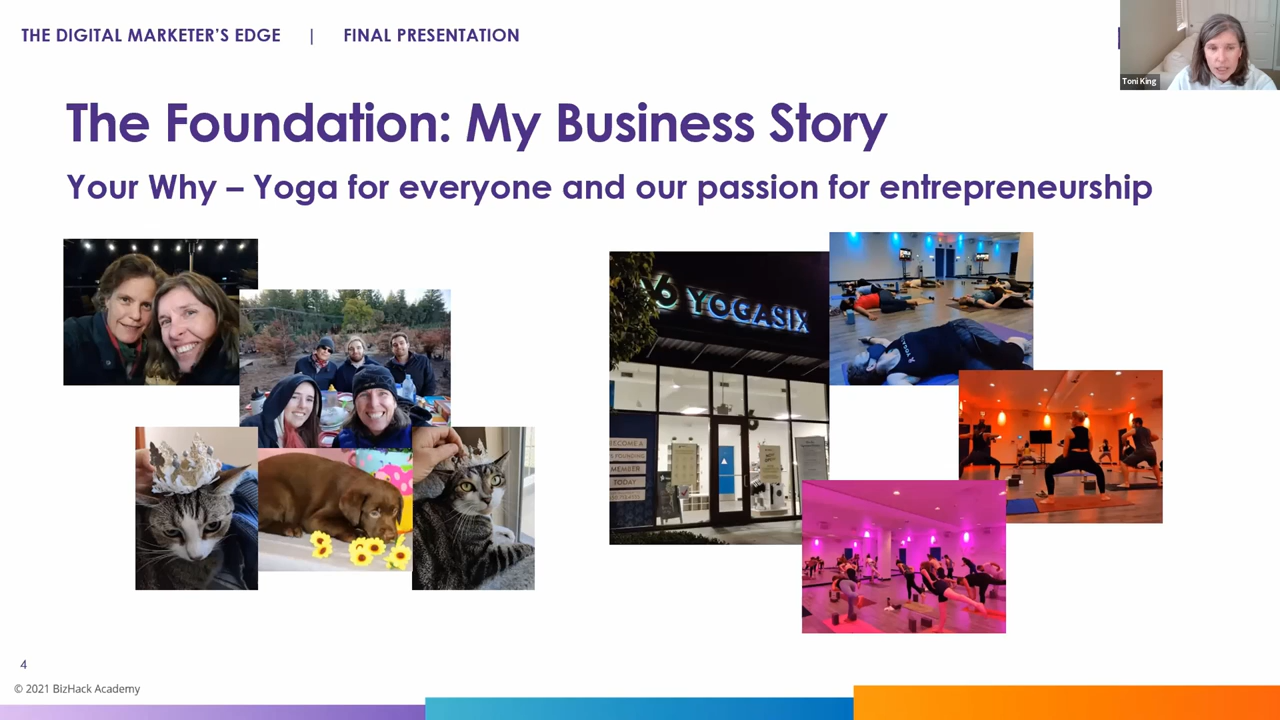 THE DIGITAL MARKETER'S EDGE | FINAL PRESENTATION
Toni King
The Foundation: My Business Story
Your Why – Yoga for everyone and our passion for entrepreneurship
6 YOGASIX
BECOME A
FOUNDING
MEMBER
TODAY
4
© 2021 BizHack Academy